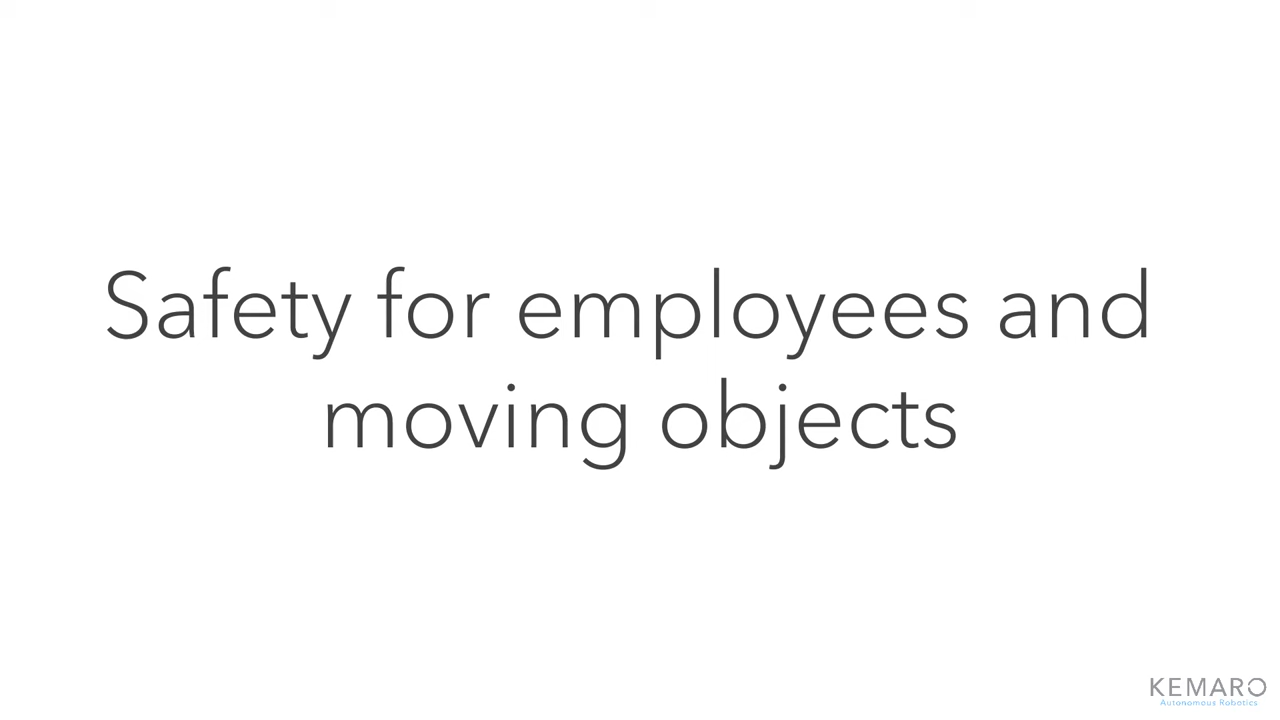 Safety for employees and
moving objects
KEMARO
Autonomous Robotics